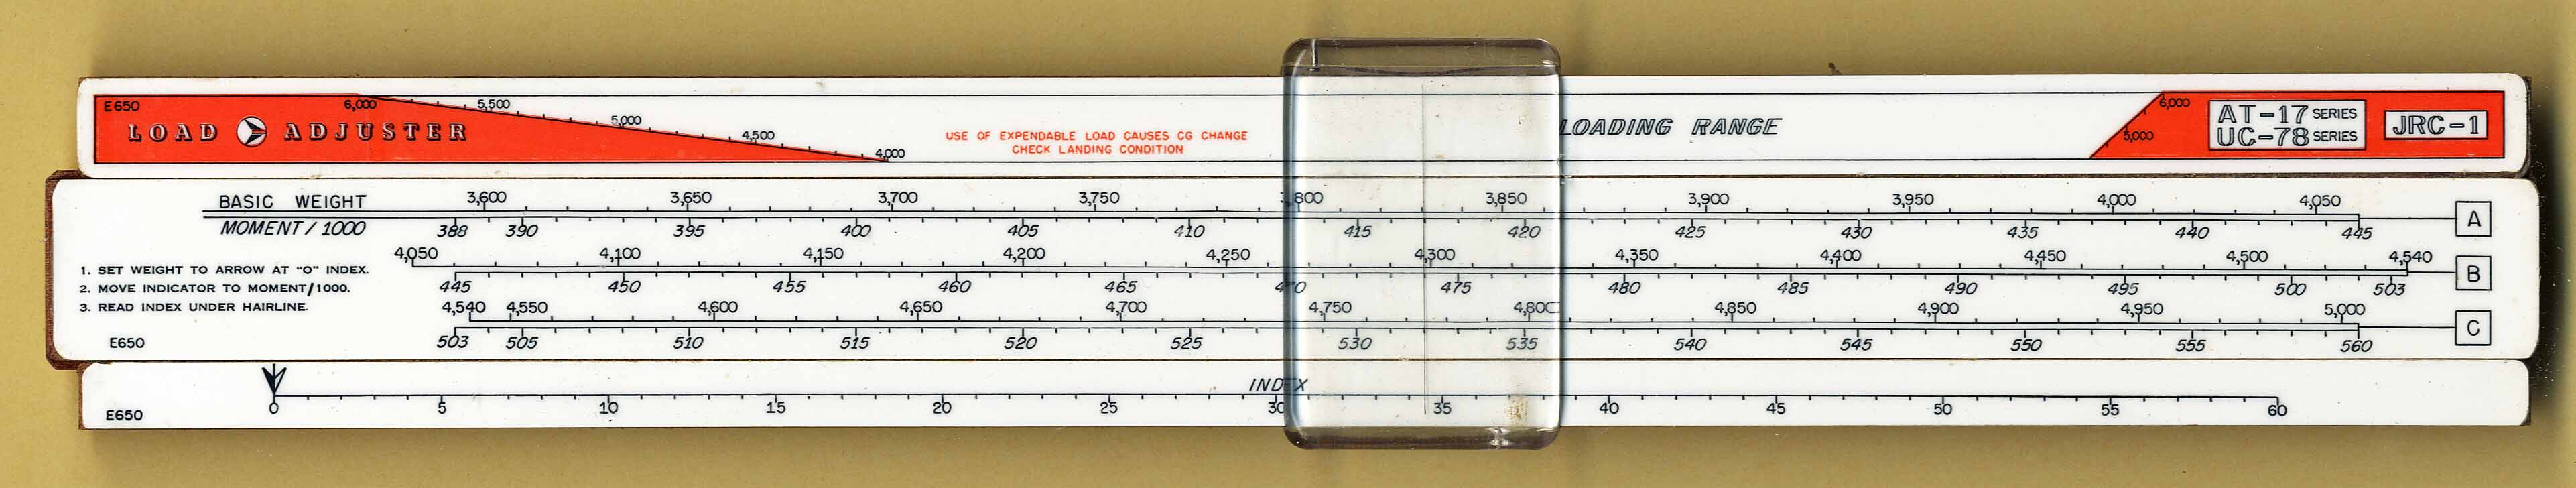 E650
LOAD ADJUSTER
6,000 5,500 5,000 4,500 4,000
USE OF EXPENDABLE LOAD CAUSES CG CHANGE
CHECK LANDING CONDITION
LOADING RANGE
6,000
5,000
AT-17 SERIES
UC-78 SERIES
JRC-1
BASIC WEIGHT 3,600 3,650 3,700 3,750 3,800 3,850 3,900 3,950 4,000 4,050
MOMENT / 1000 388 390 395 400 405 410 415 420 425 430 435 440 445
A
4,050 4,100 4,150 4,200 4,250 4,300 4,350 4,400 4,450 4,500 4,540
445 450 455 460 465 470 475 480 485 490 495 500 503
B
1. SET WEIGHT TO ARROW AT "O" INDEX.
2. MOVE INDICATOR TO MOMENT/1000.
3. READ INDEX UNDER HAIRLINE.
4,540 4,550 4,600 4,650 4,700 4,750 4,800 4,850 4,900 4,950 5,000
503 505 510 515 520 525 530 535 540 545 550 555 560
C
E650
INDEX
0 5 10 15 20 25 30 35 40 45 50 55 60
E650